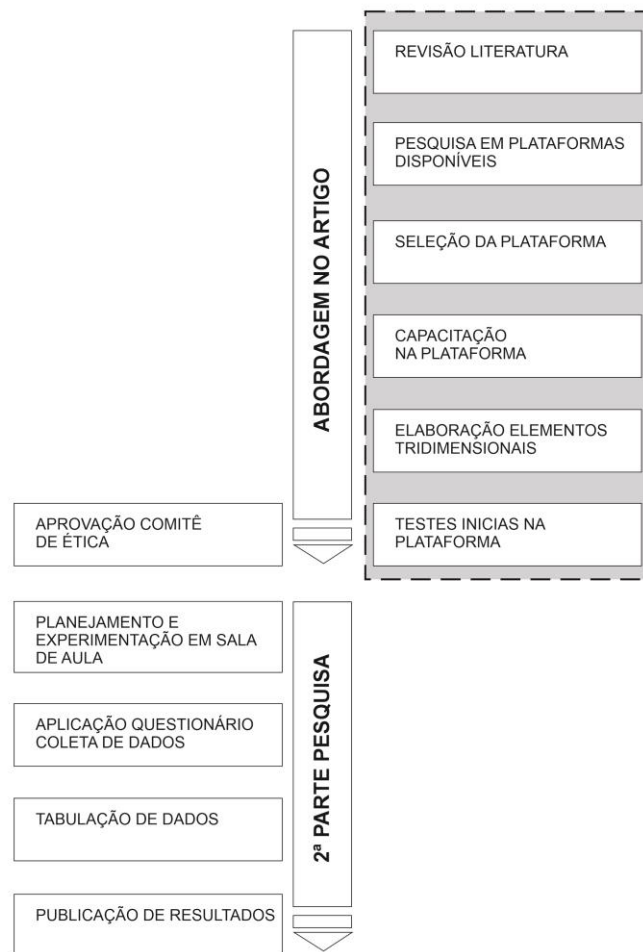 REVISÃO LITERATURA
PESQUISA EM PLATAFORMAS
DISPONÍVEIS
SELEÇÃO DA PLATAFORMA
CAPACITAÇÃO
NA PLATAFORMA
ELABORAÇÃO ELEMENTOS
TRIDIMENSIONAIS
TESTES INICIAS NA
PLATAFORMA
ABORDAGEM NO ARTIGO
APROVAÇÃO COMITÊ
DE ÉTICA
PLANEJAMENTO E
EXPERIMENTAÇÃO EM SALA
DE AULA
APLICAÇÃO QUESTIONÁRIO
COLETA DE DADOS
TABULAÇÃO DE DADOS
PUBLICAÇÃO DE RESULTADOS
2ª PARTE PESQUISA